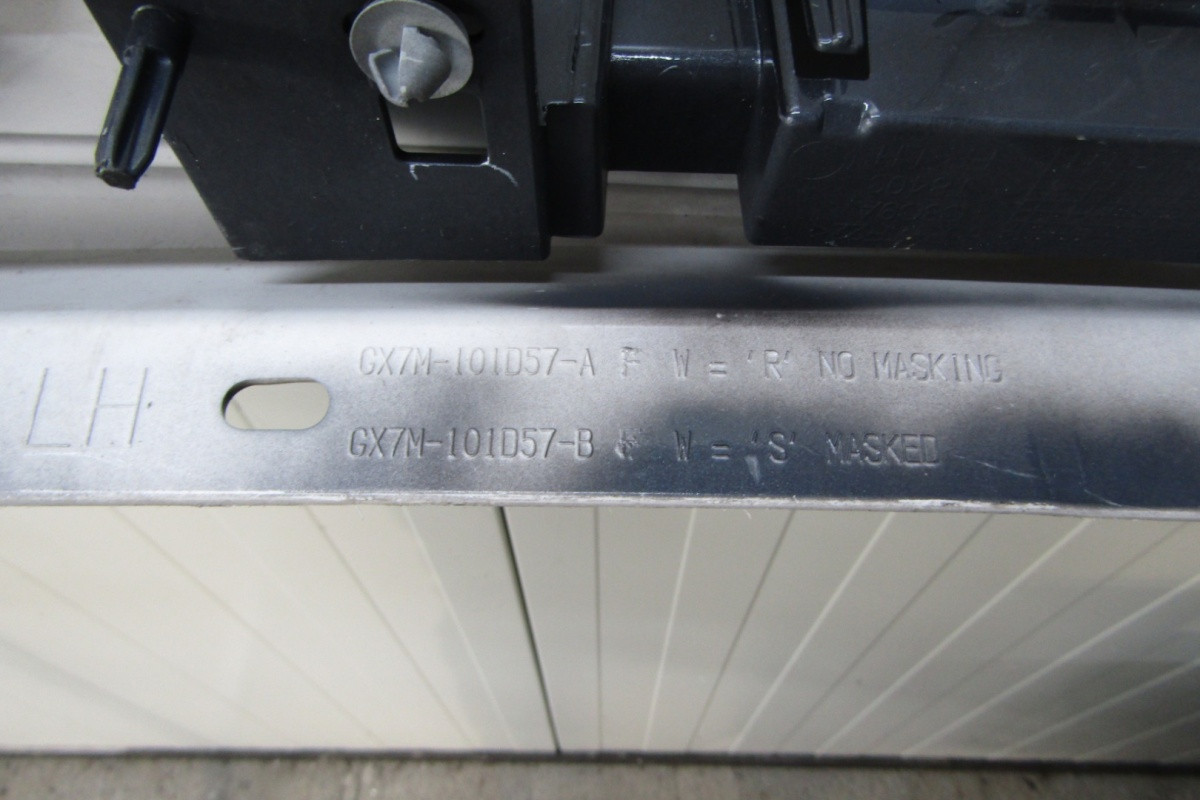 LH
GX7M-101D57-A F W = 'R' NO MASKING
GX7M-101D57-B W = 'S' MASKED